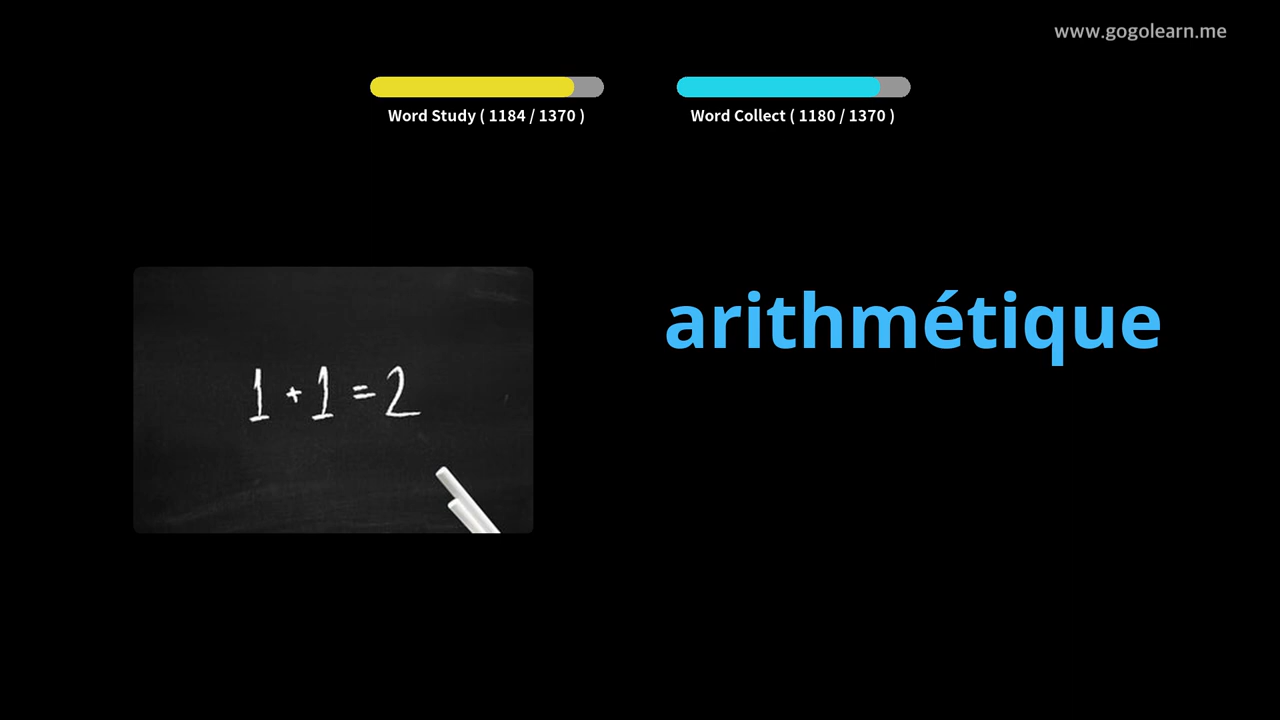 www.gogolearn.me
Word Study ( 1184 / 1370 )
Word Collect ( 1180 / 1370 )
arithmétique
1 + 1 = 2